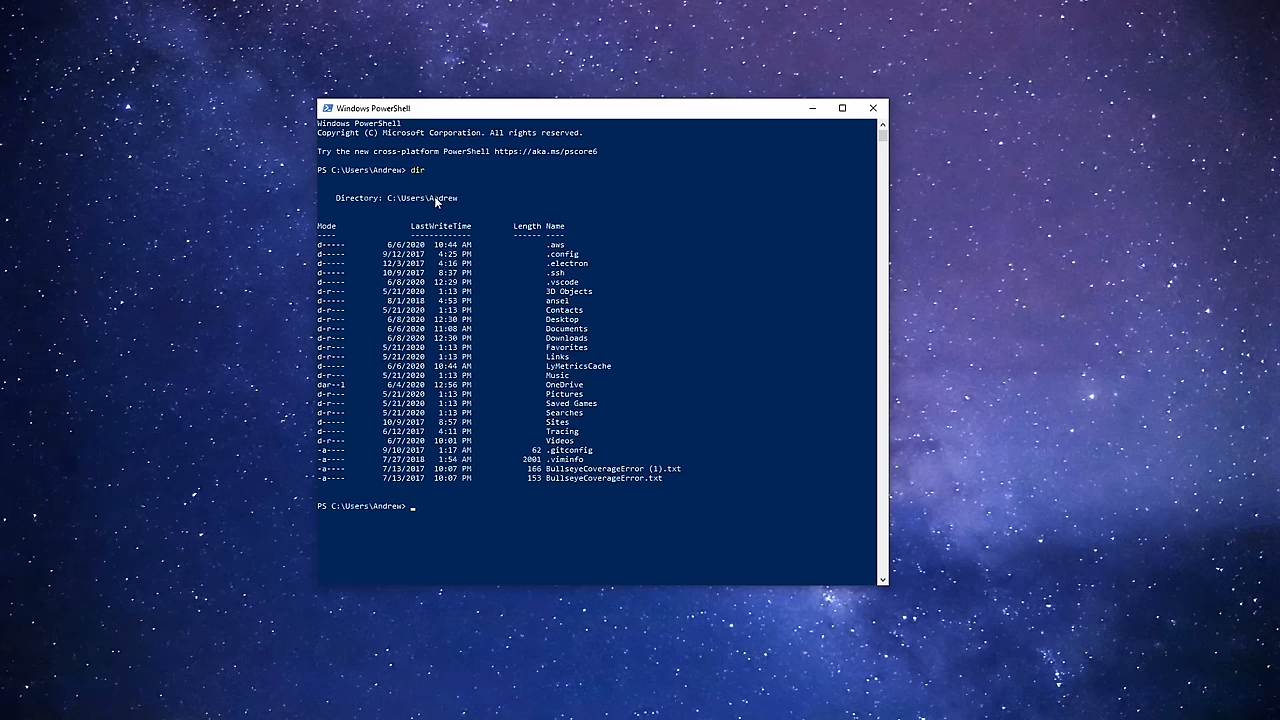 Windows PowerShell
Windows PowerShell
Copyright (C) Microsoft Corporation. All rights reserved.
Try the new cross-platform PowerShell https://aka.ms/pscore6
PS C:\Users\Andrew> dir
Directory: C:\Users\Andrew
Mode LastWriteTime Length Name
---- ------------- ------ ----
d----- 6/6/2020 10:44 AM .aws
d----- 9/12/2017 4:25 PM .config
d----- 12/3/2017 4:16 PM .electron
d----- 10/9/2017 8:37 PM .ssh
d----- 6/8/2020 12:29 PM .vscode
d-r--- 5/21/2020 1:13 PM 3D Objects
d----- 8/1/2018 4:53 PM ansel
d-r--- 5/21/2020 1:13 PM Contacts
d-r--- 6/8/2020 12:30 PM Desktop
d-r--- 6/6/2020 11:08 AM Documents
d-r--- 6/8/2020 12:30 PM Downloads
d-r--- 5/21/2020 1:13 PM Favorites
d-r--- 5/21/2020 1:13 PM Links
d----- 6/6/2020 10:44 AM LyMetricsCache
d-r--- 5/21/2020 1:13 PM Music
dar--l 6/4/2020 12:56 PM OneDrive
d-r--- 5/21/2020 1:13 PM Pictures
d-r--- 5/21/2020 1:13 PM Saved Games
d-r--- 5/21/2020 1:13 PM Searches
d----- 10/9/2017 8:57 PM Sites
d----- 6/12/2017 4:11 PM Tracing
d-r--- 6/7/2020 10:01 PM Videos
-a---- 9/10/2017 1:17 AM 62 .gitconfig
-a---- 7/27/2018 1:54 AM 2001 .viminfo
-a---- 7/13/2017 10:07 PM 166 BullseyeCoverageError (1).txt
-a---- 7/13/2017 10:07 PM 153 BullseyeCoverageError.txt
PS C:\Users\Andrew>